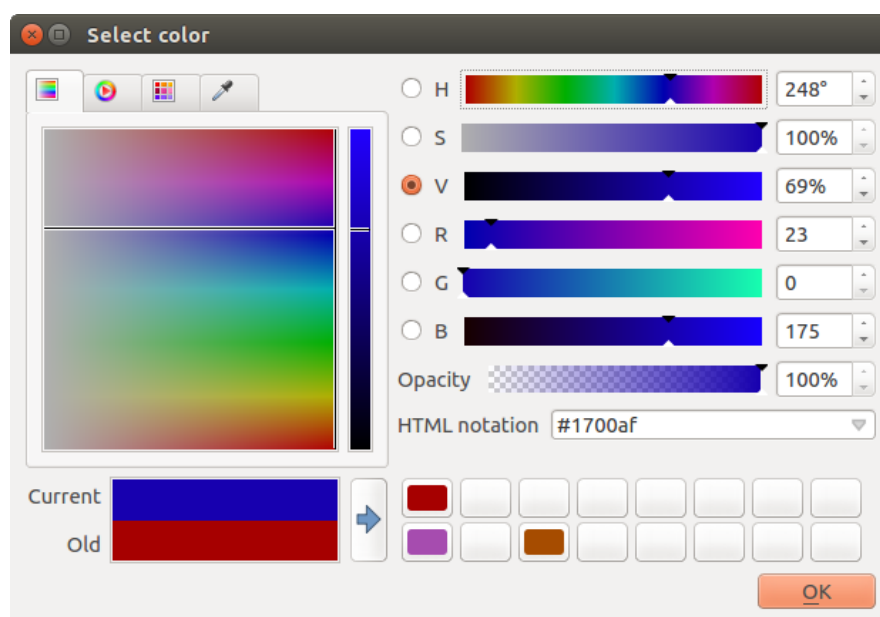 Select color
H 248°
S 100%
V 69%
R 23
G 0
B 175
Opacity 100%
HTML notation #1700af
Current
Old
OK